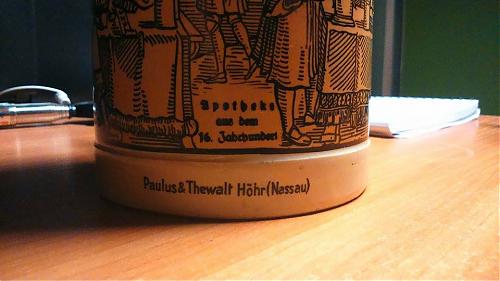 Apotheke
aus dem
16. Jahrhundert
Paulus & Thewalt Höhr (Nassau)